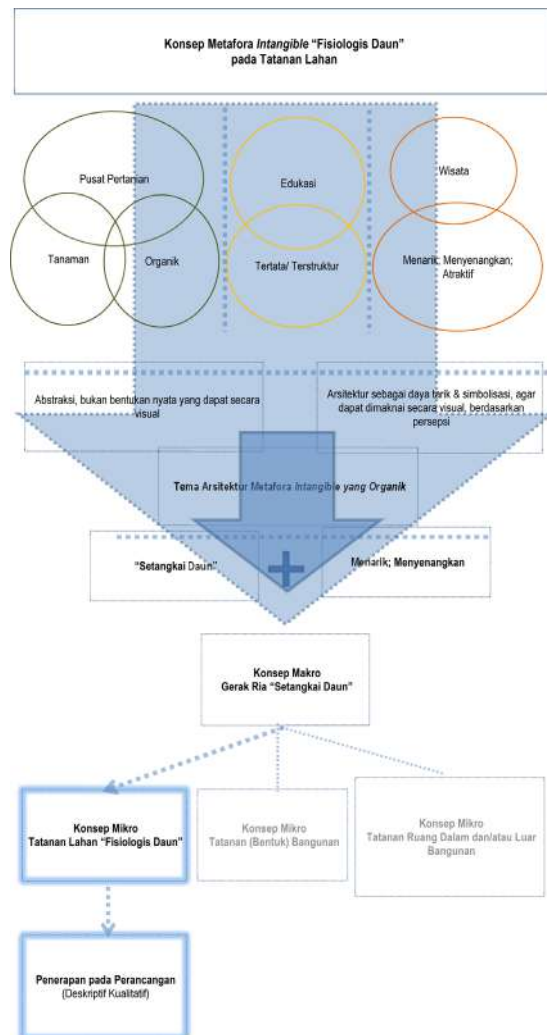 Konsep Metafora Intangible “Fisiologis Daun”
pada Tatanan Lahan
Pusat Pertanian
Tanaman
Organik
Edukasi
Tertata/ Terstruktur
Wisata
Menarik; Menyenangkan;
Atraktif
Abstraksi, bukan bentukan nyata yang dapat secara
visual
Arsitektur sebagai daya tarik & simbolisasi, agar
dapat dimaknai secara visual, berdasarkan
persepsi
Tema Arsitektur Metafora Intangible yang Organik
“Setangkai Daun”
+
Menarik; Menyenangkan
Konsep Makro
Gerak Ria “Setangkai Daun”
Konsep Mikro
Tatanan Lahan “Fisiologis Daun”
Konsep Mikro
Tatanan (Bentuk) Bangunan
Konsep Mikro
Tatanan Ruang Dalam dan/atau Luar
Bangunan
Penerapan pada Perancangan
(Deskriptif Kualitatif)